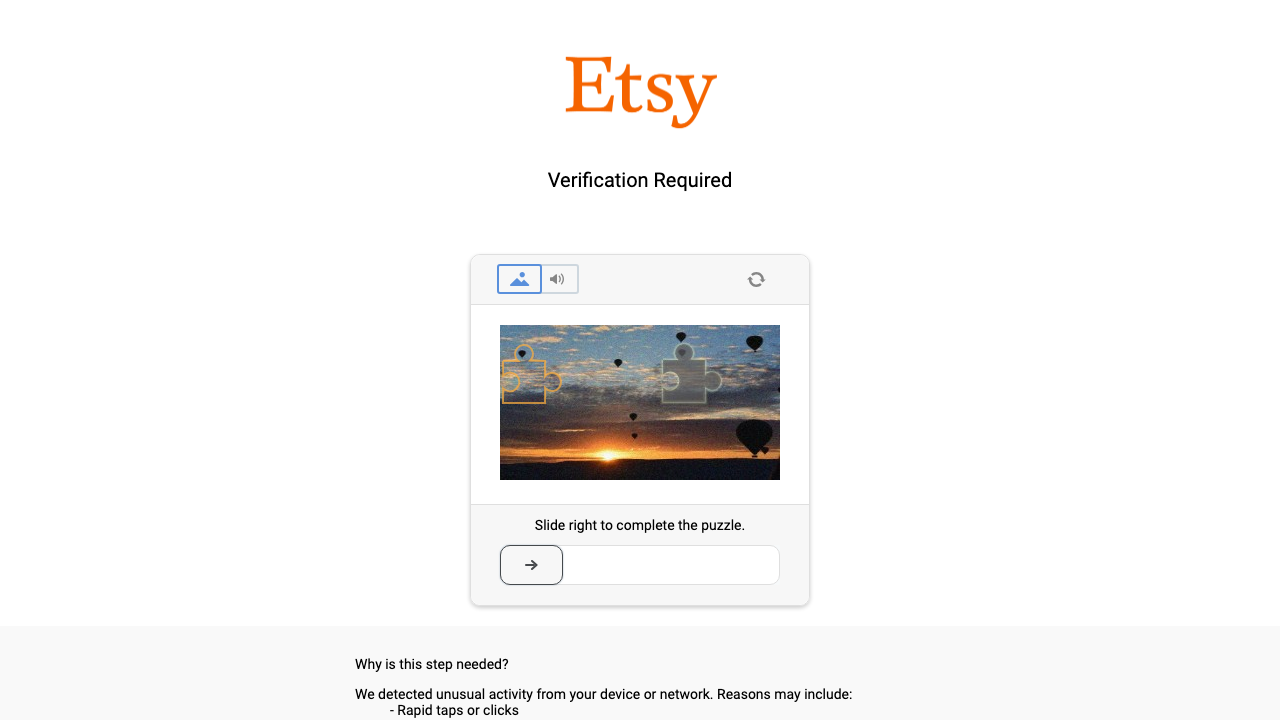 Etsy
Verification Required
Slide right to complete the puzzle.
Why is this step needed?
We detected unusual activity from your device or network. Reasons may include:
- Rapid taps or clicks